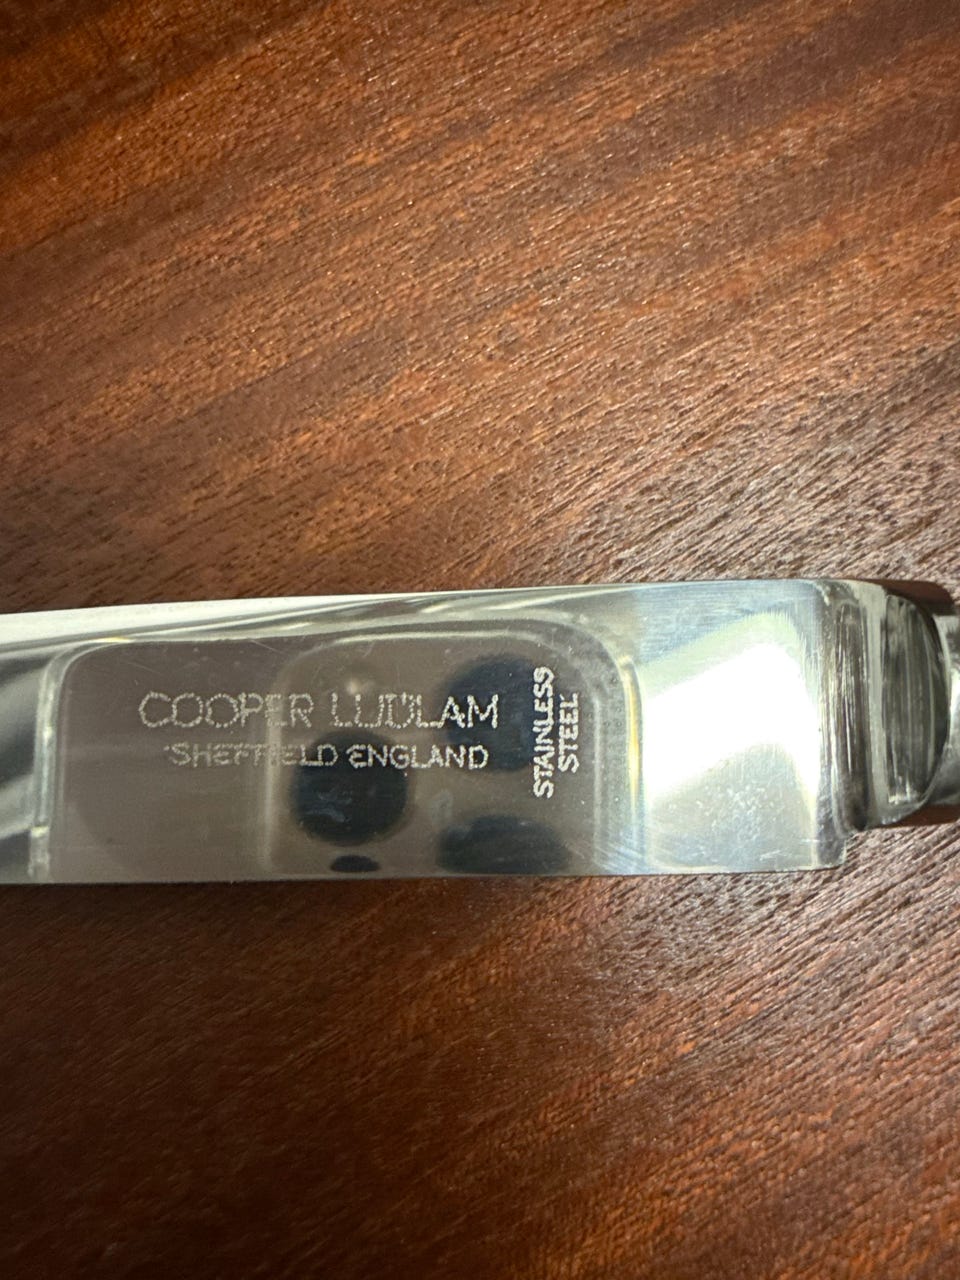 COOPER LUDLAM
SHEFFIELD ENGLAND
STAINLESS
STEEL